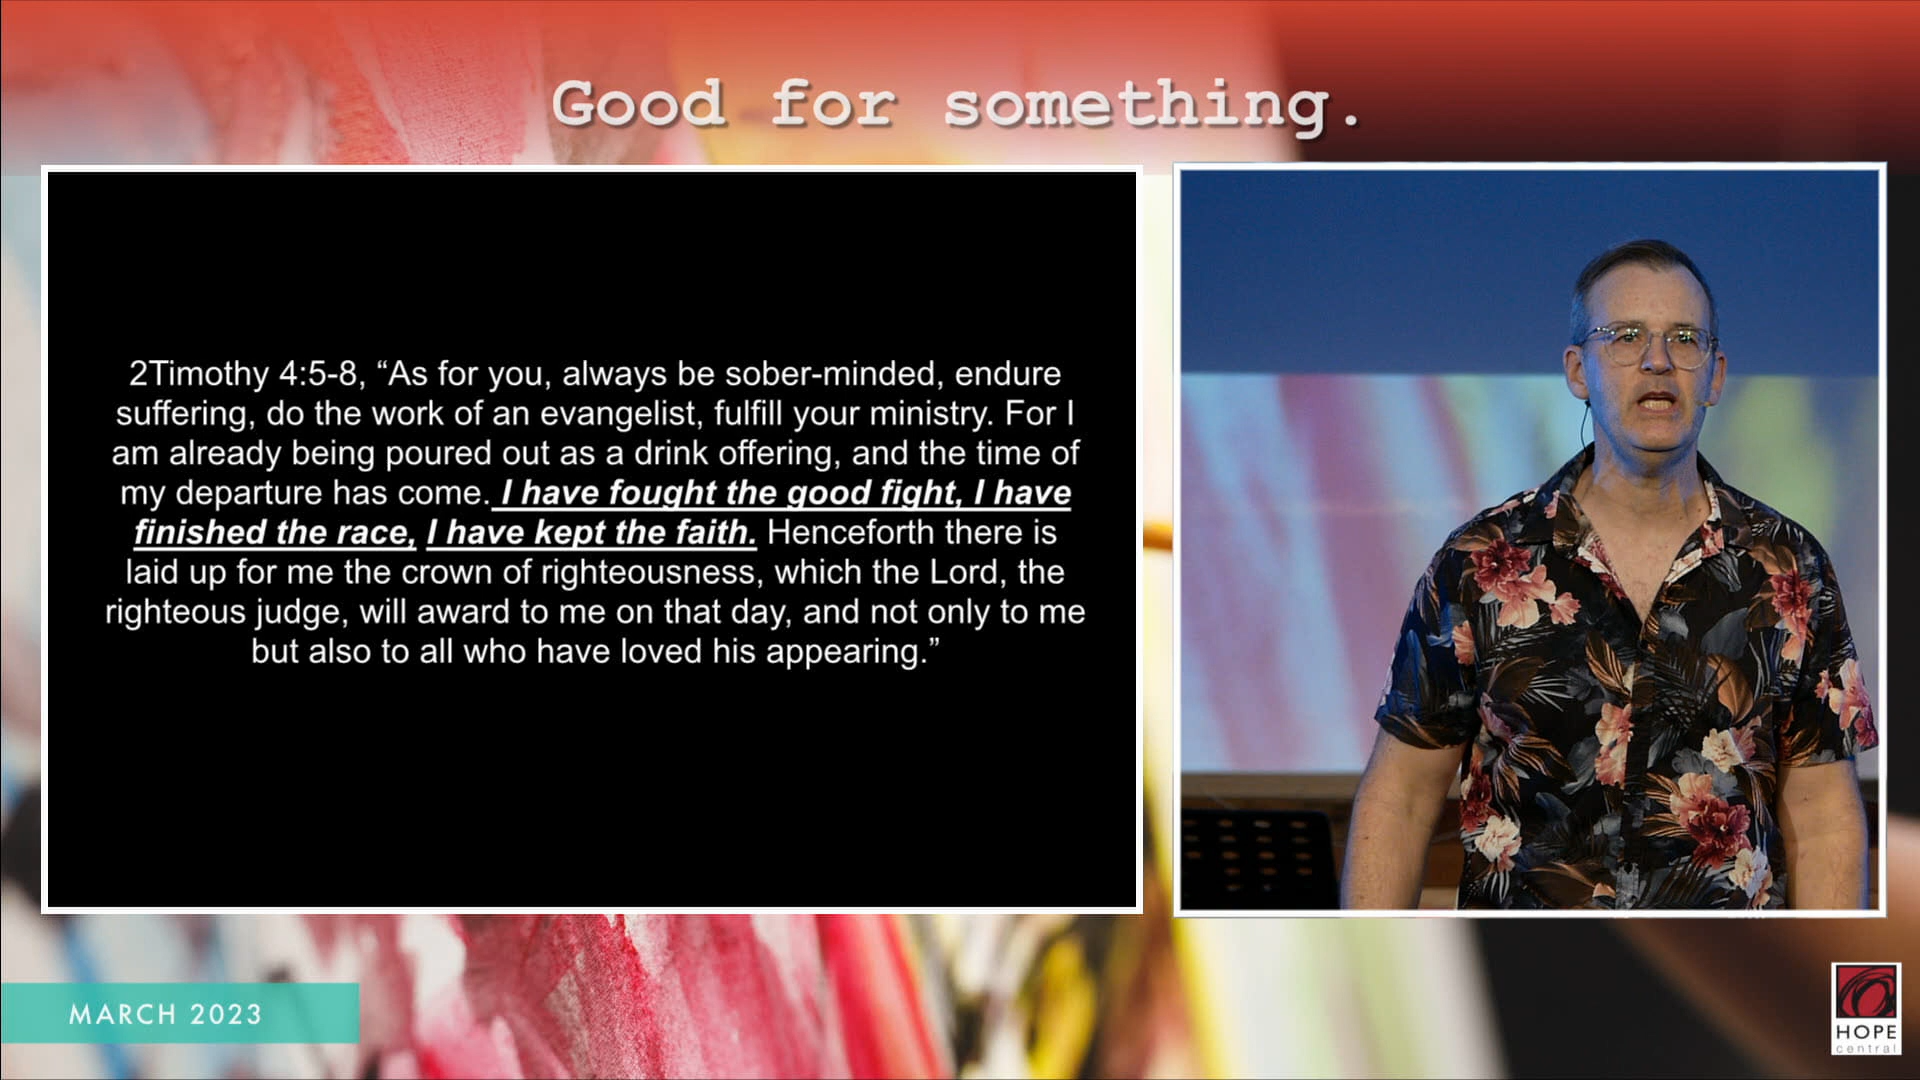 Good for something.
2Timothy 4:5-8, “As for you, always be sober-minded, endure
suffering, do the work of an evangelist, fulfill your ministry. For I
am already being poured out as a drink offering, and the time of
my departure has come. I have fought the good fight, I have
finished the race, I have kept the faith. Henceforth there is
laid up for me the crown of righteousness, which the Lord, the
righteous judge, will award to me on that day, and not only to me
but also to all who have loved his appearing.”
MARCH 2023
HOPE
central